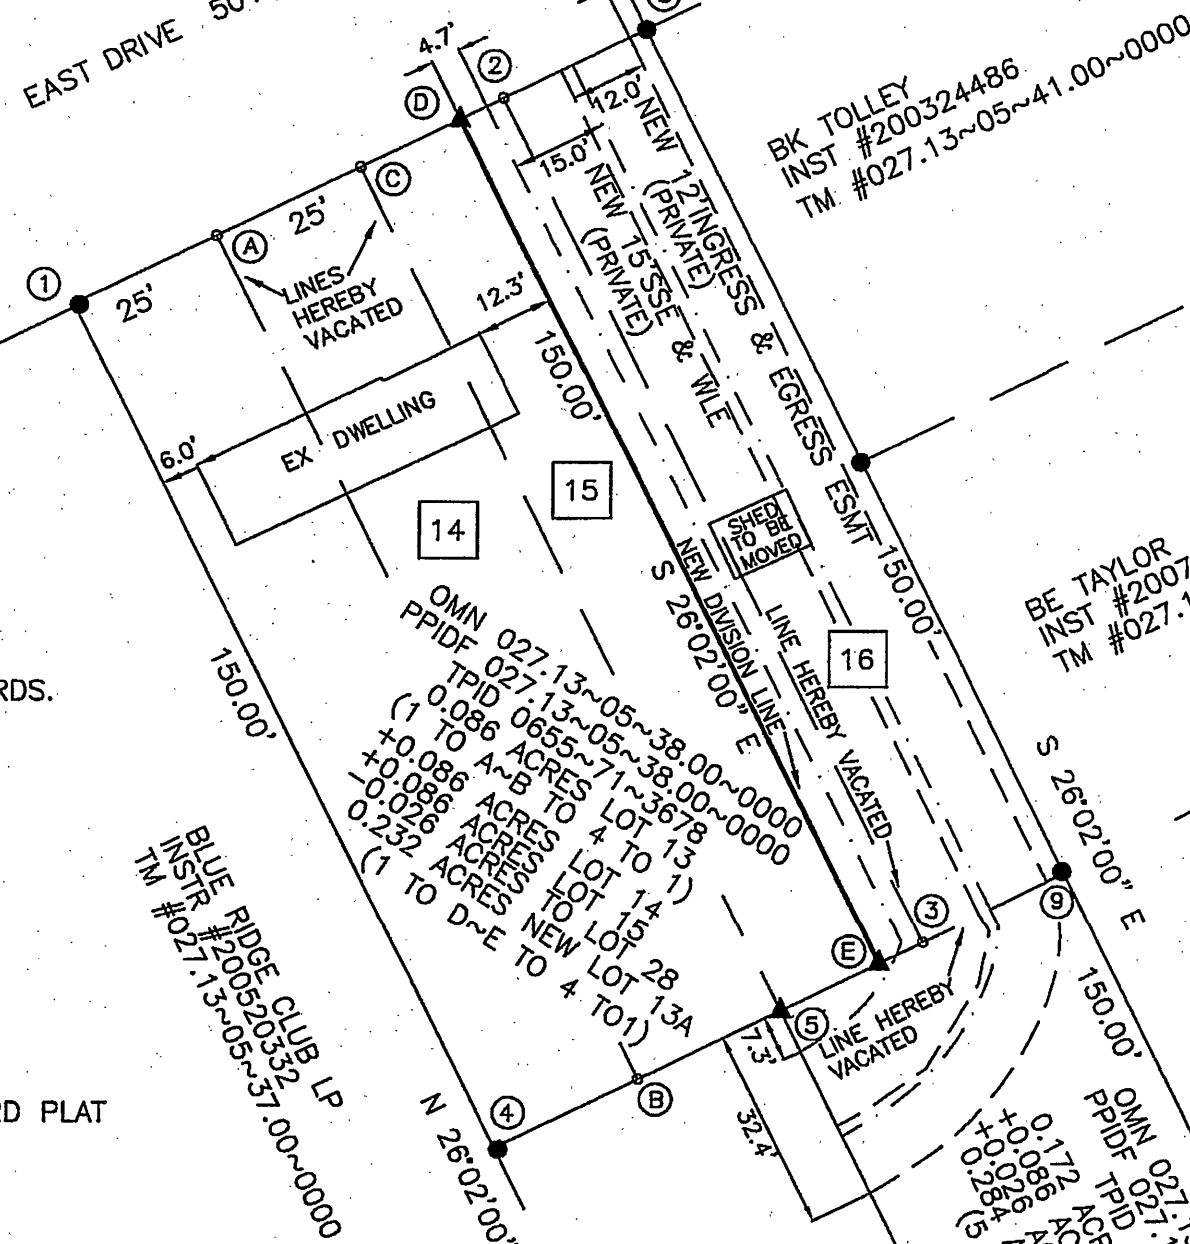 EAST DRIVE
4.7'
2
D
C
25'
A
1
25'
LINES
HEREBY
VACATED
12.3'
12.0'
15.0'
NEW 12' INGRESS & EGRESS ESMT
(PRIVATE)
NEW 15' SSE & WLE
(PRIVATE)
BK TOLLEY
INST #200324486
TM #027.13~05~41.00~0000
150.00'
6.0'
EX DWELLING
14
15
SHED
TO BE
MOVED
16
150.00'
S 26°02'00" E
NEW DIVISION LINE
LINE HEREBY VACATED
BE TAYLOR
INST #2007
TM #027.1
S 26°02'00" E
RDS.
150.00'
OMN 027.13~05~38.00~0000
PPIDF 027.13~05~38.00~0000
TPID 0655~71~3678
0.086 ACRES LOT 13
(1 TO A~B TO 4 TO 1)
+0.086 ACRES LOT 14
+0.086 ACRES LOT 15
-0.026 ACRES TO LOT 28
0.232 ACRES NEW LOT 13A
(1 TO D~E TO 4 TO1)
BLUE RIDGE CLUB LP
INSTR #200520332
TM #027.13~05~37.00~0000
3
9
E
5
LINE HEREBY
VACATED
7.3'
B
4
32.4'
150.00'
N 26°02'00"
RD PLAT
OMN 027.1
PPIDF 027.1
TPID
0.172 ACR
+0.086 AC
+0.026
0.284
(5